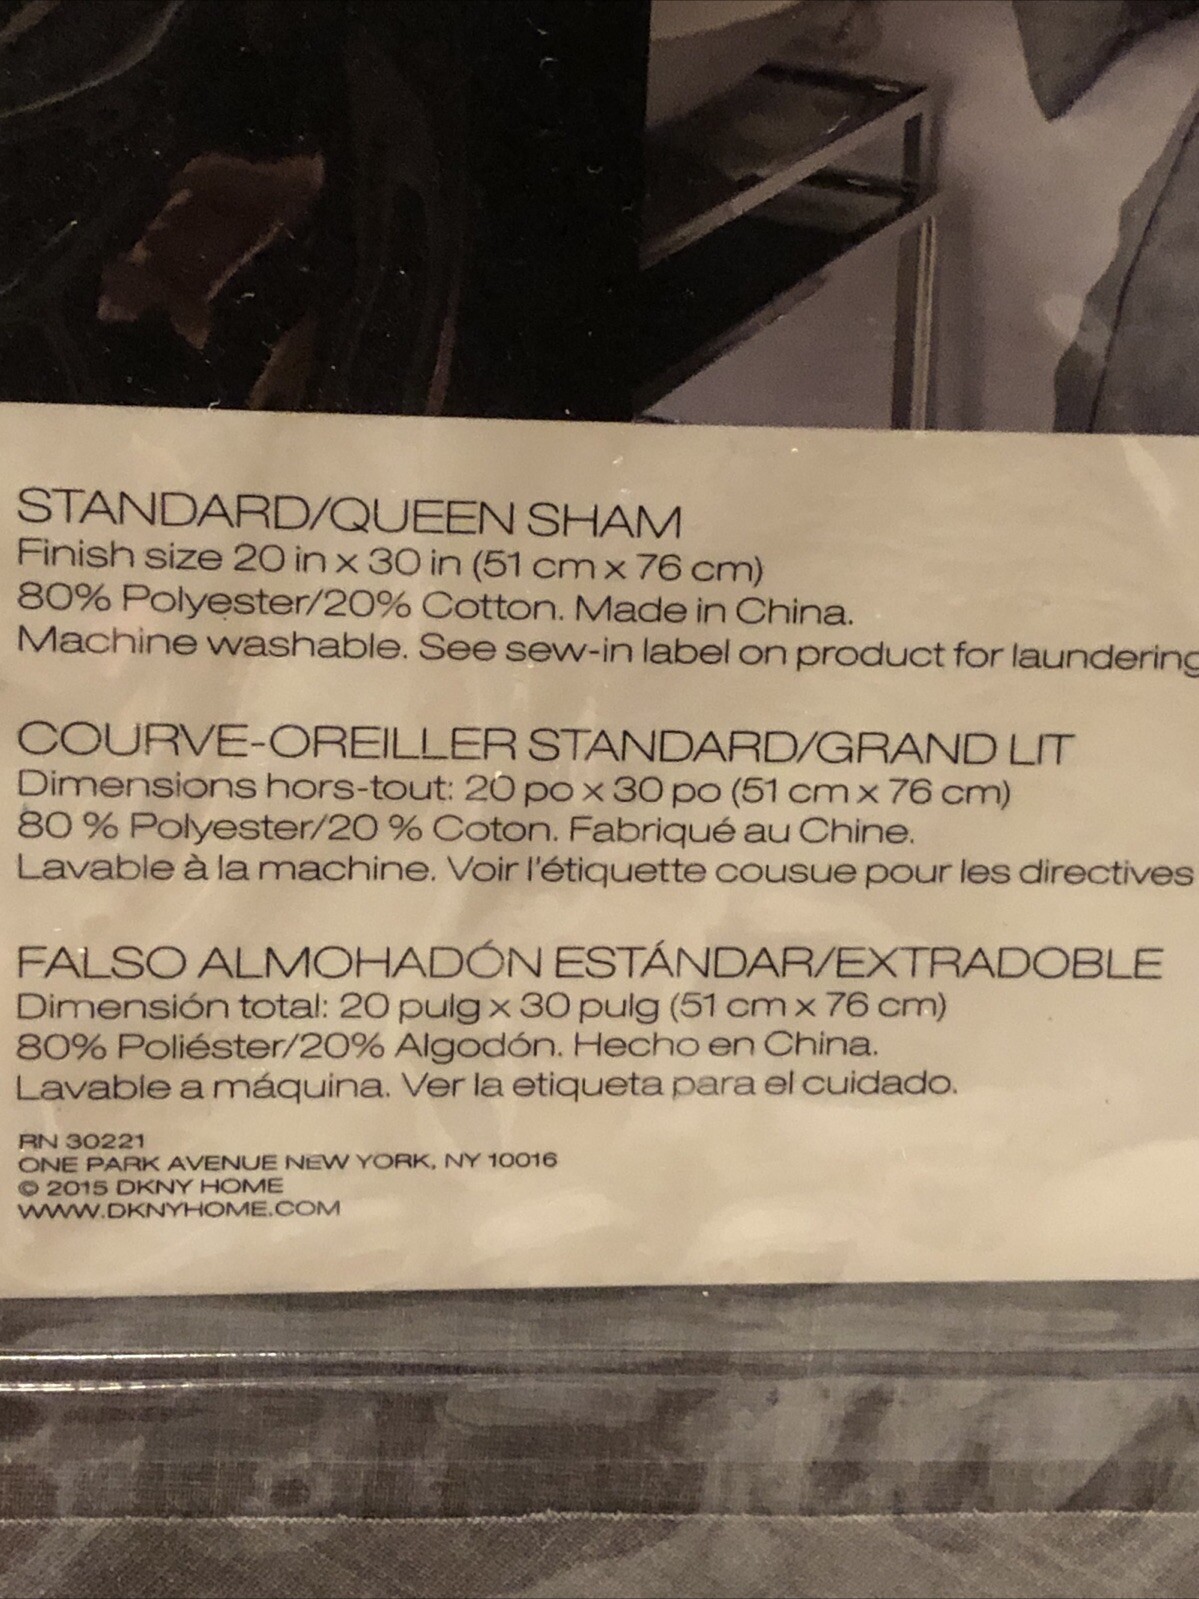 STANDARD/QUEEN SHAM
Finish size 20 in x 30 in (51 cm x 76 cm)
80% Polyester/20% Cotton. Made in China.
Machine washable. See sew-in label on product for laundering
COURVE-OREILLER STANDARD/GRAND LIT
Dimensions hors-tout: 20 po x 30 po (51 cm x 76 cm)
80 % Polyester/20 % Coton. Fabriqué au Chine.
Lavable à la machine. Voir l'étiquette cousue pour les directives
FALSO ALMOHADÓN ESTÁNDAR/EXTRADOBLE
Dimensión total: 20 pulg x 30 pulg (51 cm x 76 cm)
80% Poliéster/20% Algodón. Hecho en China.
Lavable a máquina. Ver la etiqueta para el cuidado.
RN 30221
ONE PARK AVENUE NEW YORK, NY 10016
© 2015 DKNY HOME
WWW.DKNYHOME.COM